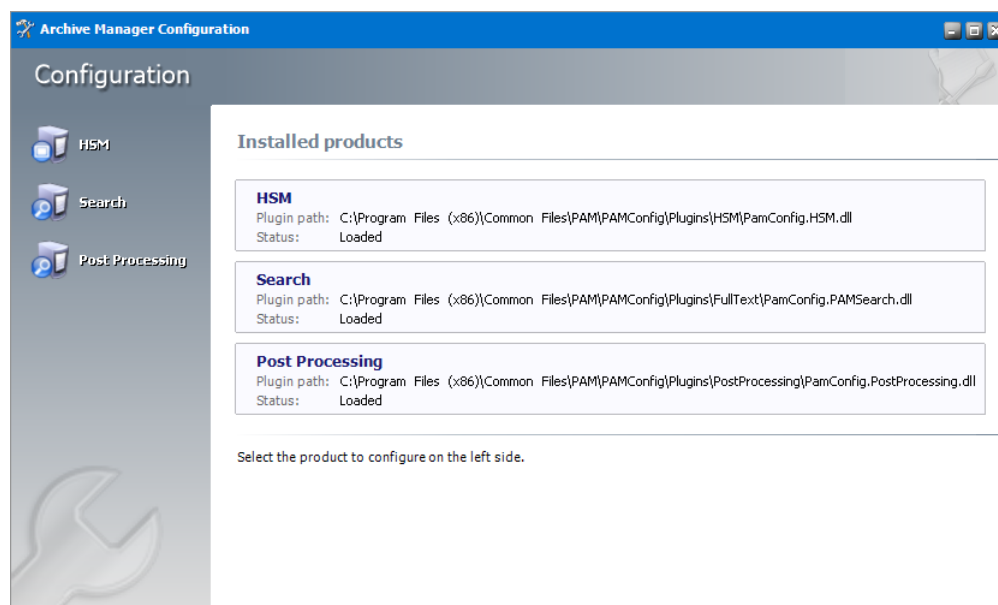 Archive Manager Configuration
Configuration
HSM
Search
Post Processing
Installed products
HSM
Plugin path: C:\Program Files (x86)\Common Files\PAM\PAMConfig\Plugins\HSM\PamConfig.HSM.dll
Status: Loaded
Search
Plugin path: C:\Program Files (x86)\Common Files\PAM\PAMConfig\Plugins\FullText\PamConfig.PAMSearch.dll
Status: Loaded
Post Processing
Plugin path: C:\Program Files (x86)\Common Files\PAM\PAMConfig\Plugins\PostProcessing\PamConfig.PostProcessing.dll
Status: Loaded
Select the product to configure on the left side.